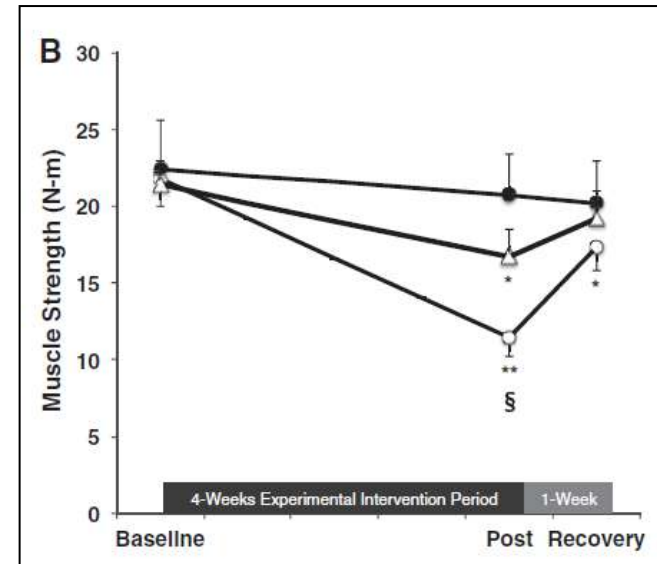 B
Muscle Strength (N-m)
30
25
20
15
10
5
0
*
*
**
§
4-Weeks Experimental Intervention Period
1-Week
Baseline
Post
Recovery